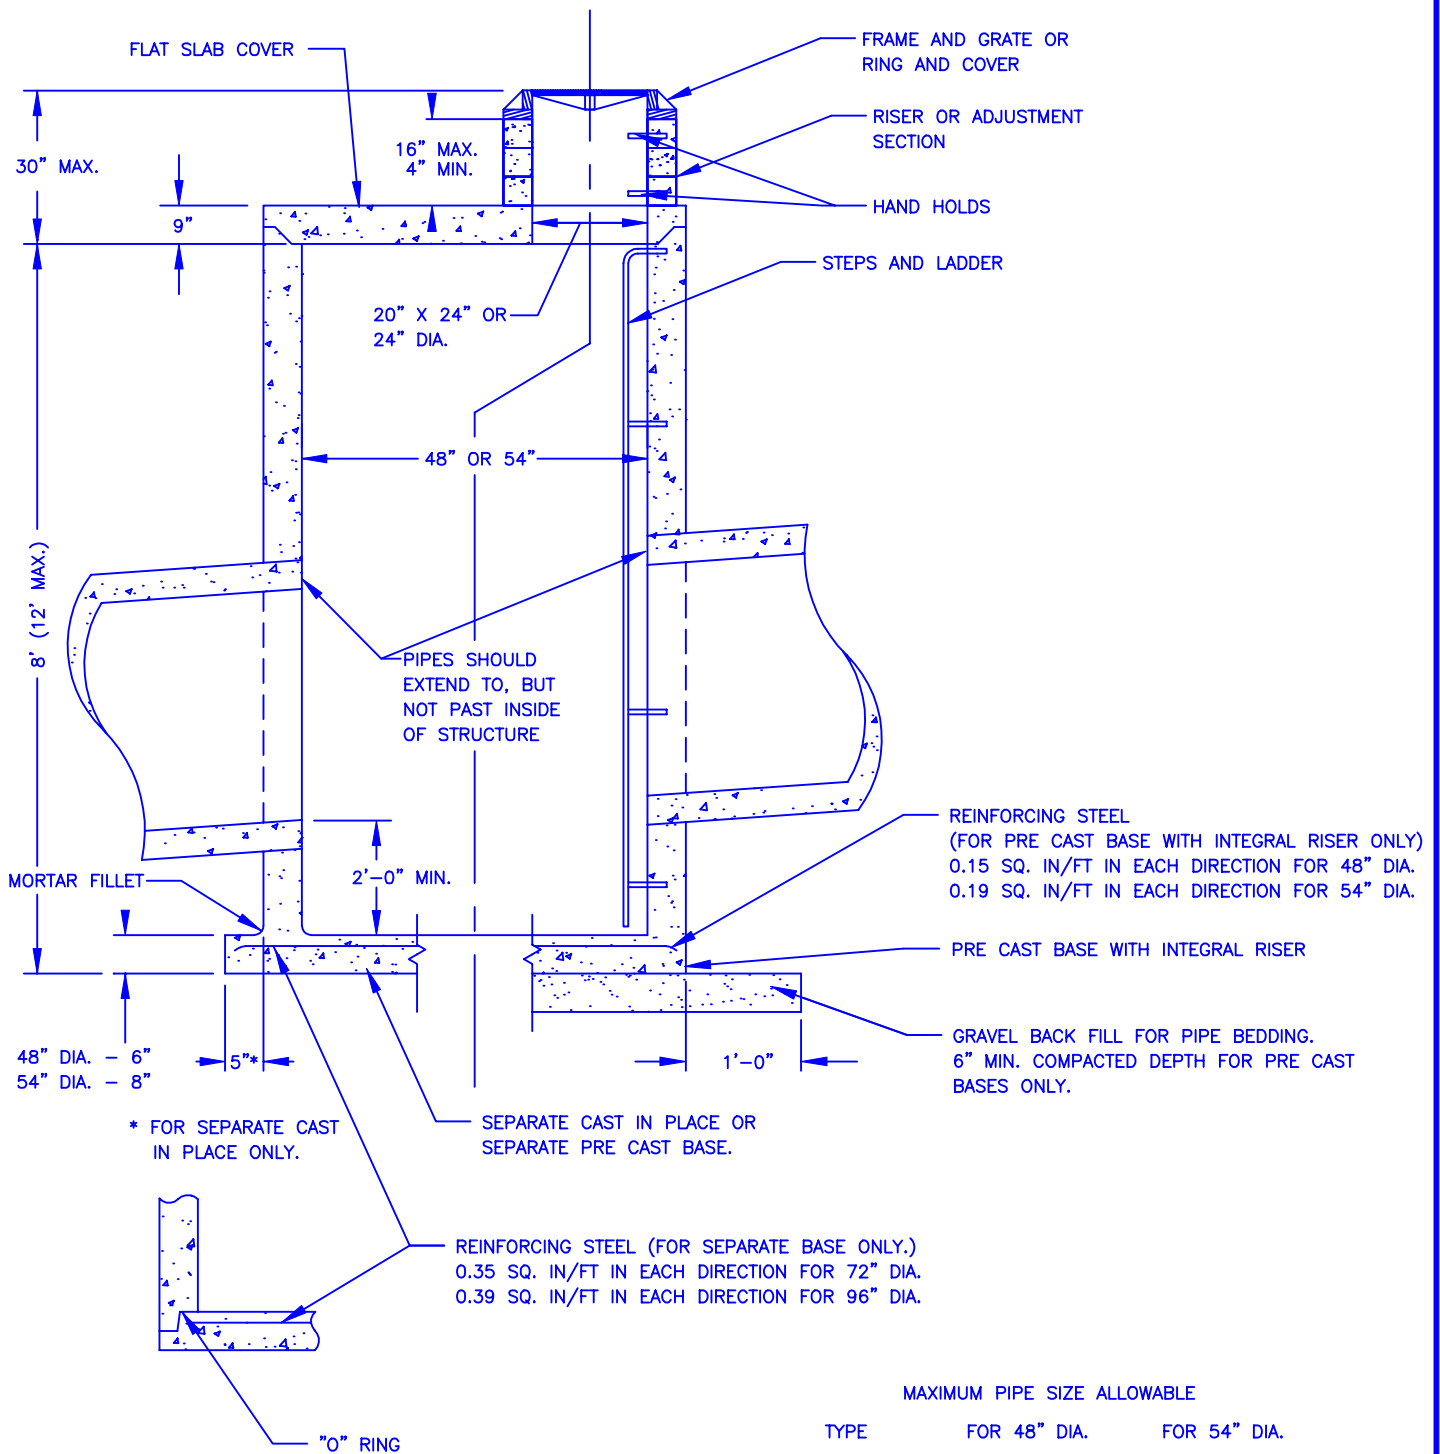 FLAT SLAB COVER
FRAME AND GRATE OR
RING AND COVER
RISER OR ADJUSTMENT
SECTION
16" MAX.
4" MIN.
30" MAX.
HAND HOLDS
9"
STEPS AND LADDER
20" X 24" OR
24" DIA.
48" OR 54"
8' (12' MAX.)
PIPES SHOULD
EXTEND TO, BUT
NOT PAST INSIDE
OF STRUCTURE
REINFORCING STEEL
(FOR PRE CAST BASE WITH INTEGRAL RISER ONLY)
0.15 SQ. IN/FT IN EACH DIRECTION FOR 48" DIA.
0.19 SQ. IN/FT IN EACH DIRECTION FOR 54" DIA.
MORTAR FILLET
2'-0" MIN.
PRE CAST BASE WITH INTEGRAL RISER
GRAVEL BACK FILL FOR PIPE BEDDING.
6" MIN. COMPACTED DEPTH FOR PRE CAST
BASES ONLY.
48" DIA. - 6"
54" DIA. - 8"
5"*
1'-0"
* FOR SEPARATE CAST
IN PLACE ONLY.
SEPARATE CAST IN PLACE OR
SEPARATE PRE CAST BASE.
REINFORCING STEEL (FOR SEPARATE BASE ONLY.)
0.35 SQ. IN/FT IN EACH DIRECTION FOR 72" DIA.
0.39 SQ. IN/FT IN EACH DIRECTION FOR 96" DIA.
"O" RING
MAXIMUM PIPE SIZE ALLOWABLE
TYPE FOR 48" DIA. FOR 54" DIA.